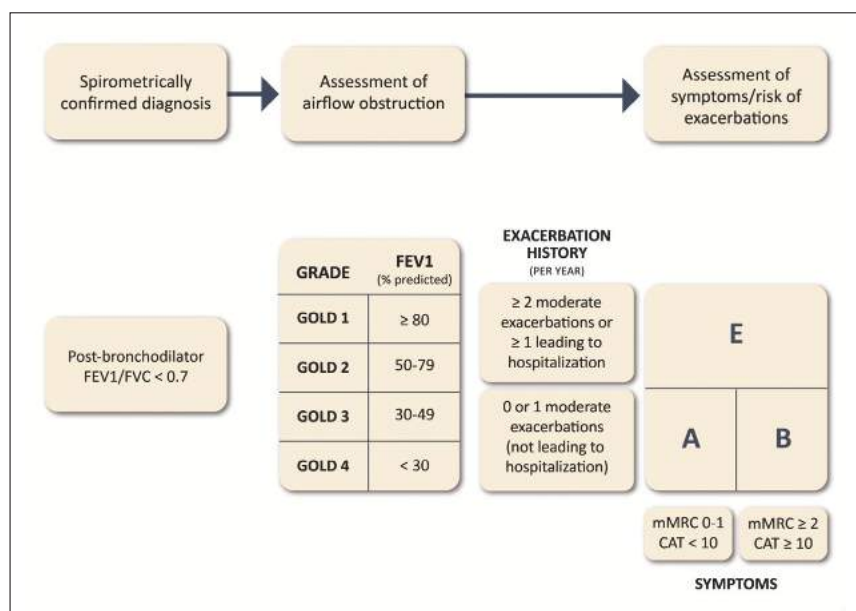 Spirometrically
confirmed diagnosis
Assessment of
airflow obstruction
Assessment of
symptoms/risk of
exacerbations
Post-bronchodilator
FEV1/FVC < 0.7
GRADE
FEV1
(% predicted)
GOLD 1
≥ 80
GOLD 2
50-79
GOLD 3
30-49
GOLD 4
< 30
EXACERBATION
HISTORY
(PER YEAR)
≥ 2 moderate
exacerbations or
≥ 1 leading to
hospitalization
0 or 1 moderate
exacerbations
(not leading to
hospitalization)
E
A
B
mMRC 0-1
CAT < 10
mMRC ≥ 2
CAT ≥ 10
SYMPTOMS